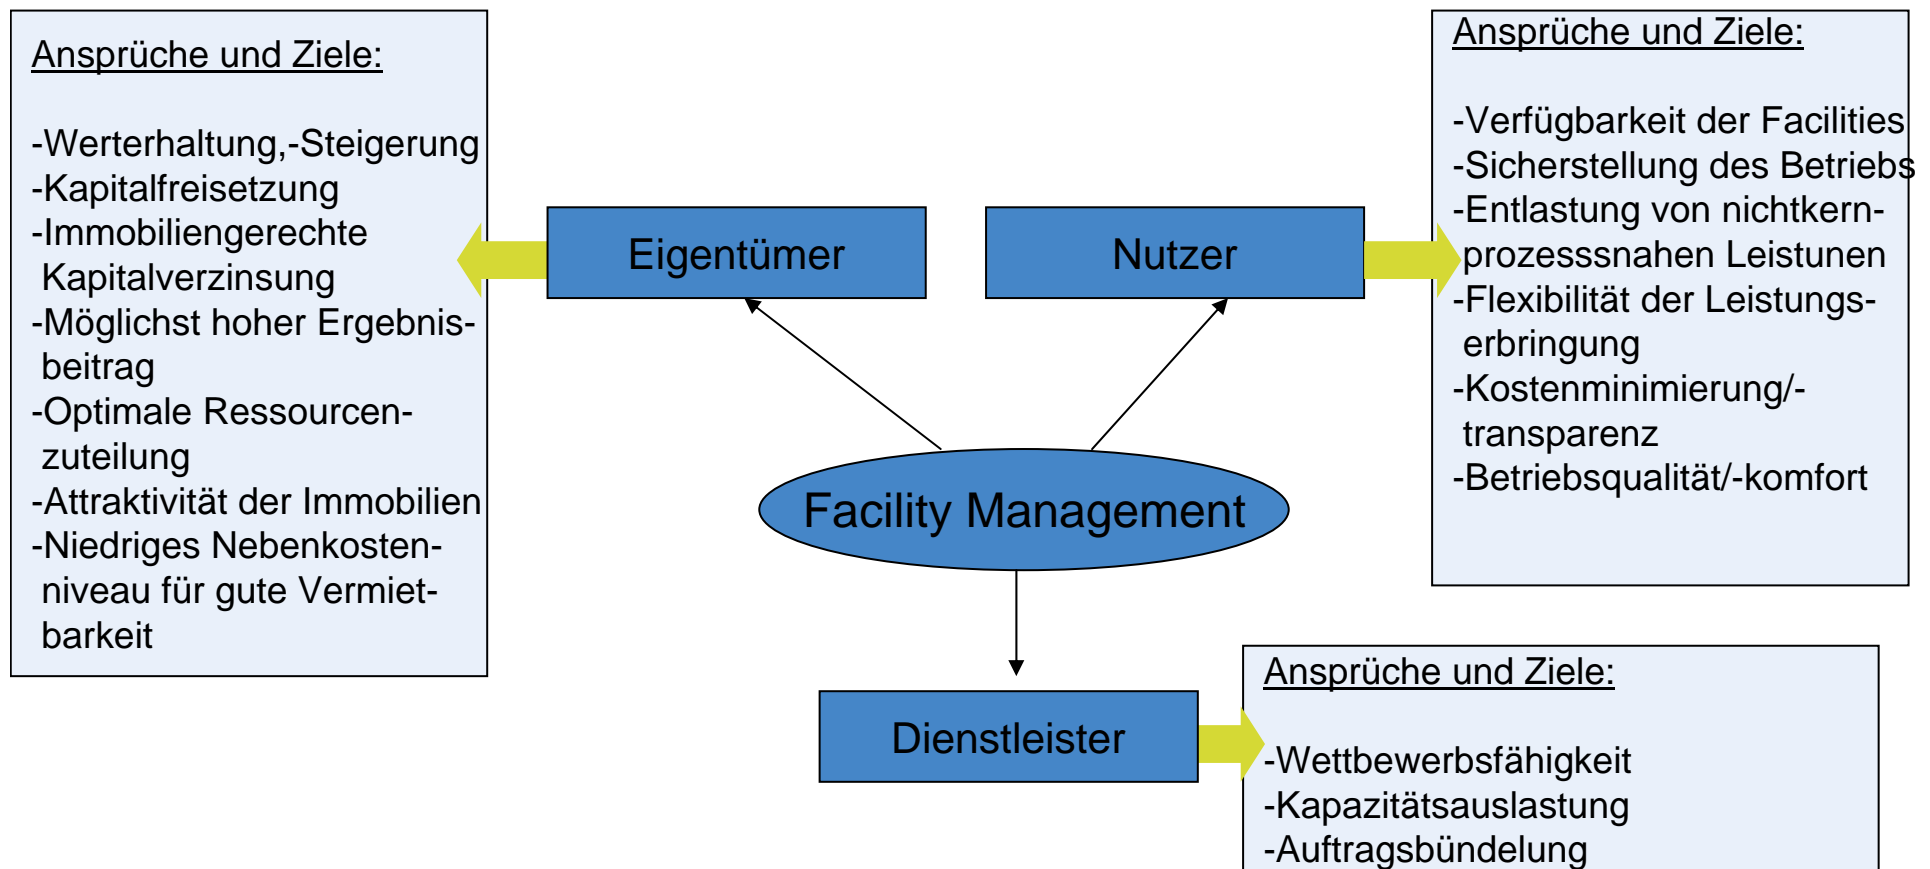 Ansprüche und Ziele:
-Werterhaltung,-Steigerung
-Kapitalfreisetzung
-Immobiliengerechte
Kapitalverzinsung
-Möglichst hoher Ergebnis-
beitrag
-Optimale Ressourcen-
zuteilung
-Attraktivität der Immobilien
-Niedriges Nebenkosten-
niveau für gute Vermiet-
barkeit
Eigentümer
Nutzer
Ansprüche und Ziele:
-Verfügbarkeit der Facilities
-Sicherstellung des Betriebs
-Entlastung von nichtkern-
prozesssnahen Leistunen
-Flexibilität der Leistungs-
erbringung
-Kostenminimierung/-
transparenz
-Betriebsqualität/-komfort
Facility Management
Dienstleister
Ansprüche und Ziele:
-Wettbewerbsfähigkeit
-Kapazitätsauslastung
-Auftragsbündelung